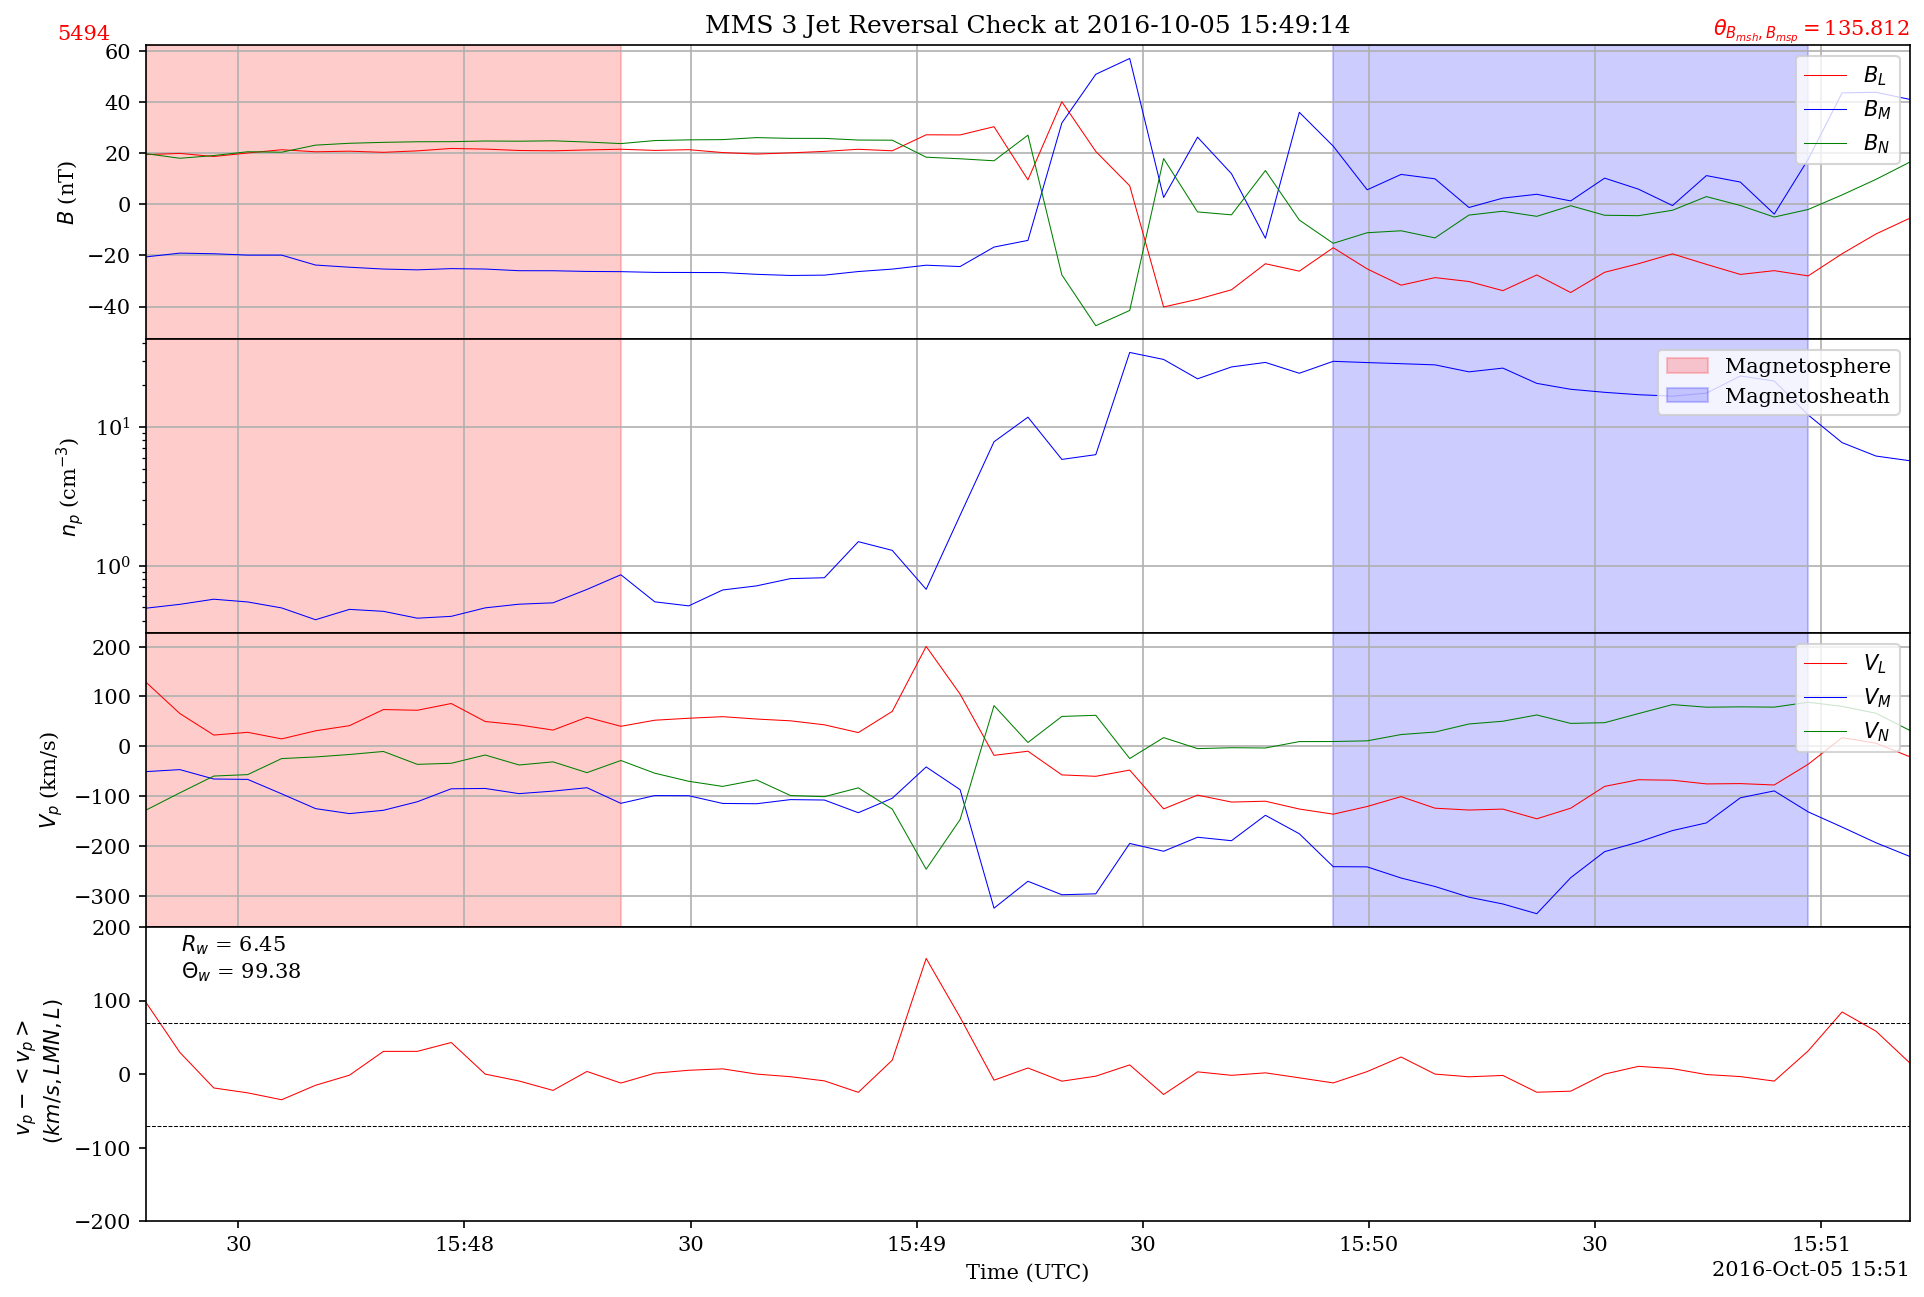 MMS 3 Jet Reversal Check at 2016-10-05 15:49:14
5494
θ_{B_{msh}, B_{msp}} = 135.812
60
40
20
0
−20
−40
B (nT)
B_L
B_M
B_N
10^1
10^0
n_p (cm^{−3})
Magnetosphere
Magnetosheath
200
100
0
−100
−200
−300
V_p (km/s)
V_L
V_M
V_N
200
100
0
−100
−200
v_p − < v_p >
(km/s, LMN, L)
R_w = 6.45
Θ_w = 99.38
30
15:48
30
15:49
30
15:50
30
15:51
Time (UTC)
2016-Oct-05 15:51